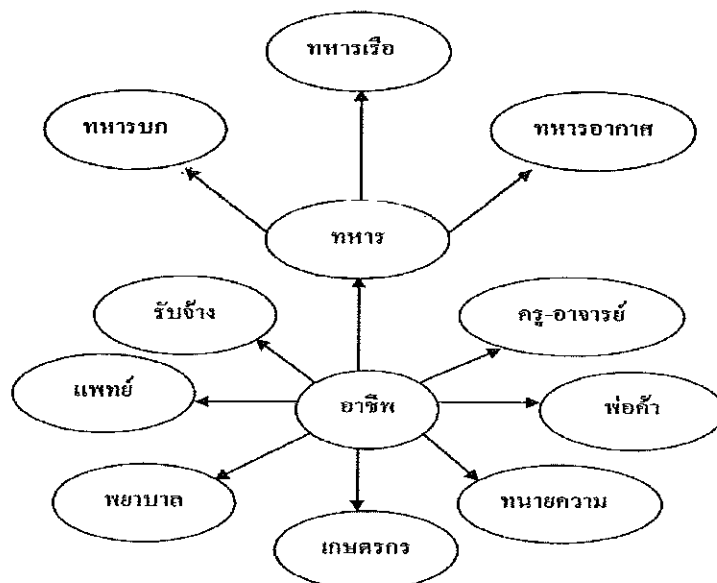 ทหารเรือ
ทหารบก
ทหารอากาศ
ทหาร
รับจ้าง
ครู-อาจารย์
แพทย์
อาชีพ
พ่อค้า
พยาบาล
ทนายความ
เกษตรกร